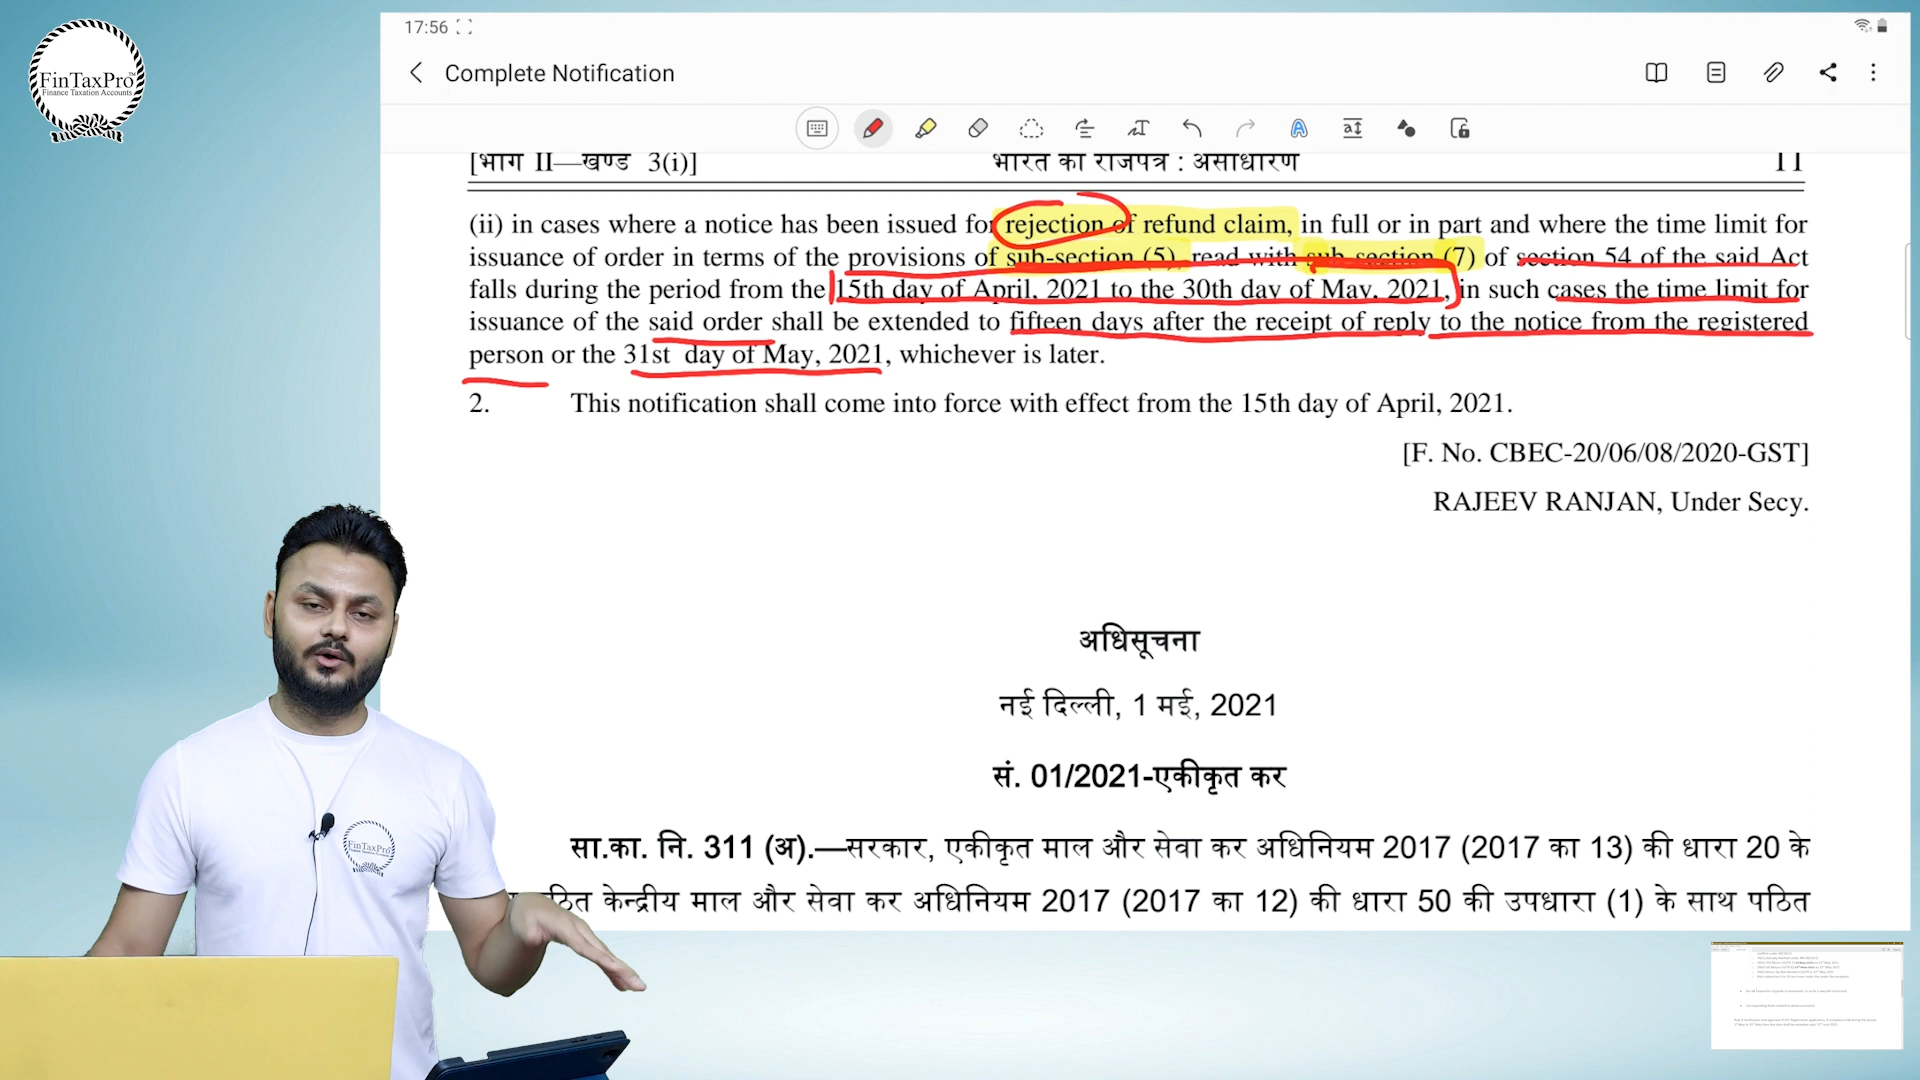 FinTaxPro
Finance Taxation Accounts
17:56
Complete Notification
[भाग II—खण्ड 3(i)] भारत का राजपत्र : असाधारण 11
(ii) in cases where a notice has been issued for rejection of refund claim, in full or in part and where the time limit for
issuance of order in terms of the provisions of sub-section (5), read with sub-section (7) of section 54 of the said Act
falls during the period from the 15th day of April, 2021 to the 30th day of May, 2021, in such cases the time limit for
issuance of the said order shall be extended to fifteen days after the receipt of reply to the notice from the registered
person or the 31st day of May, 2021, whichever is later.
2. This notification shall come into force with effect from the 15th day of April, 2021.
[F. No. CBEC-20/06/08/2020-GST]
RAJEEV RANJAN, Under Secy.
अधिसूचना
नई दिल्ली, 1 मई, 2021
सं. 01/2021-एकीकृत कर
सा.का. नि. 311 (अ).—सरकार, एकीकृत माल और सेवा कर अधिनियम 2017 (2017 का 13) की धारा 20 के
केन्द्रीय माल और सेवा कर अधिनियम 2017 (2017 का 12) की धारा 50 की उपधारा (1) के साथ पठित
FinTaxPro